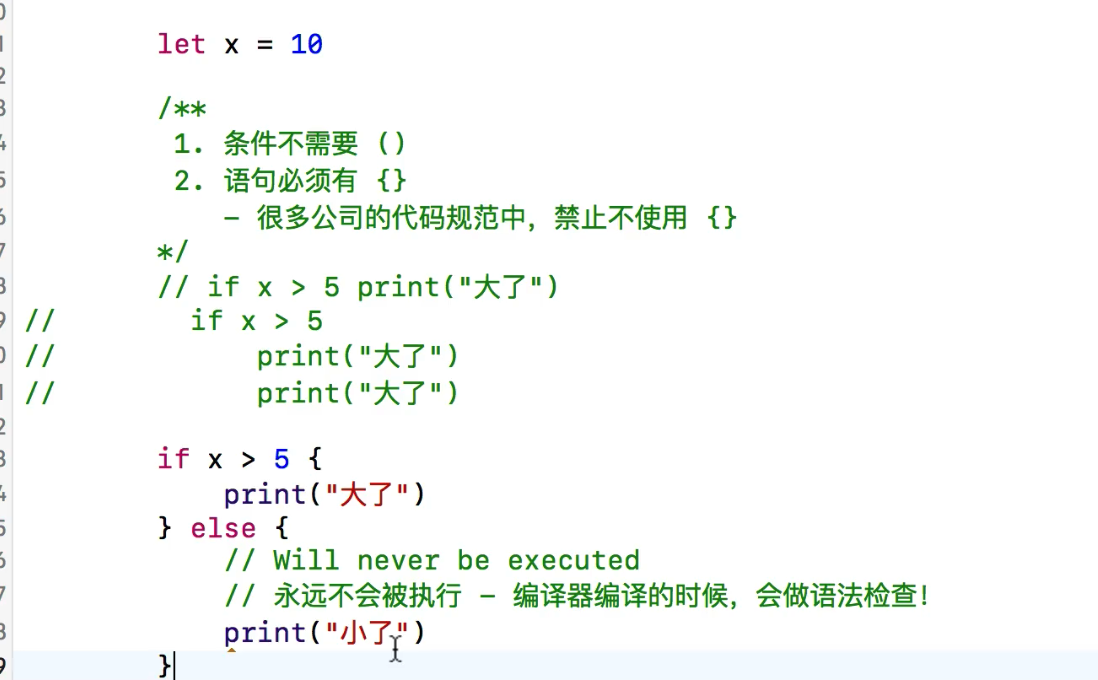 let x = 10
/**
1. 条件不需要 ()
2. 语句必须有 {}
- 很多公司的代码规范中，禁止不使用 {}
*/
// if x > 5 print("大了")
// if x > 5
// print("大了")
// print("大了")
if x > 5 {
print("大了")
} else {
// Will never be executed
// 永远不会被执行 - 编译器编译的时候，会做语法检查！
print("小了")
}